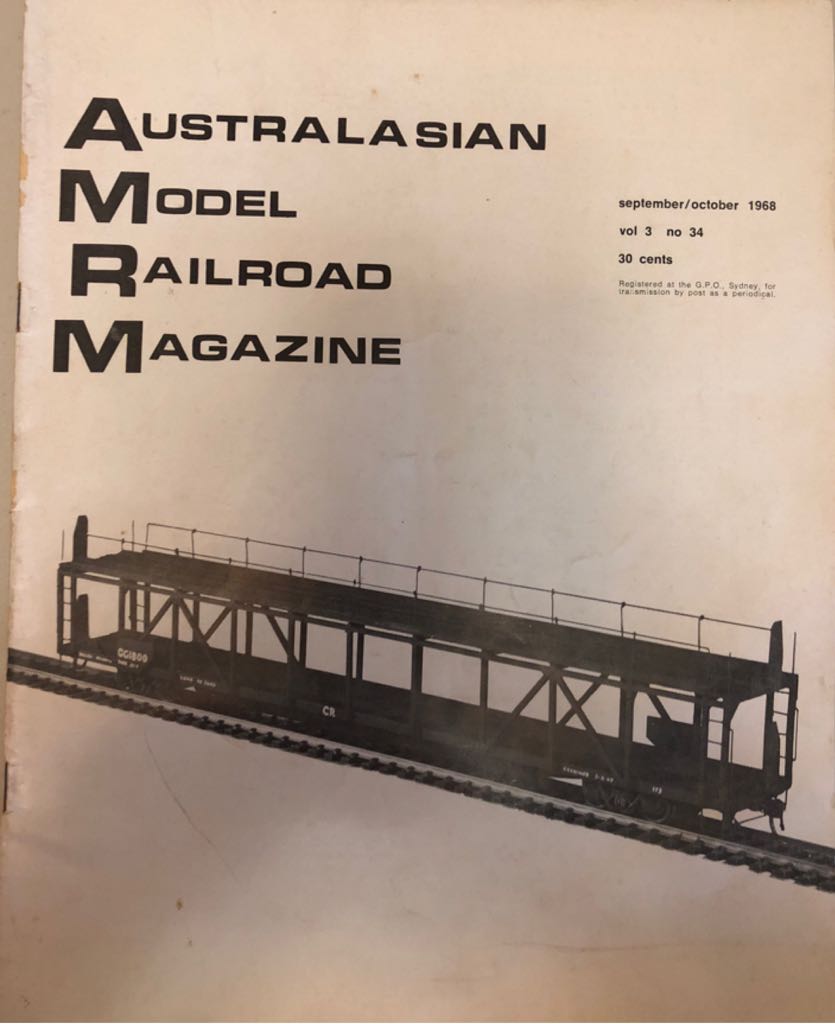 AUSTRALASIAN
MODEL
RAILROAD
MAGAZINE
september/october 1968
vol 3 no 34
30 cents
Registered at the G.P.O., Sydney, for
transmission by post as a periodical.
CR